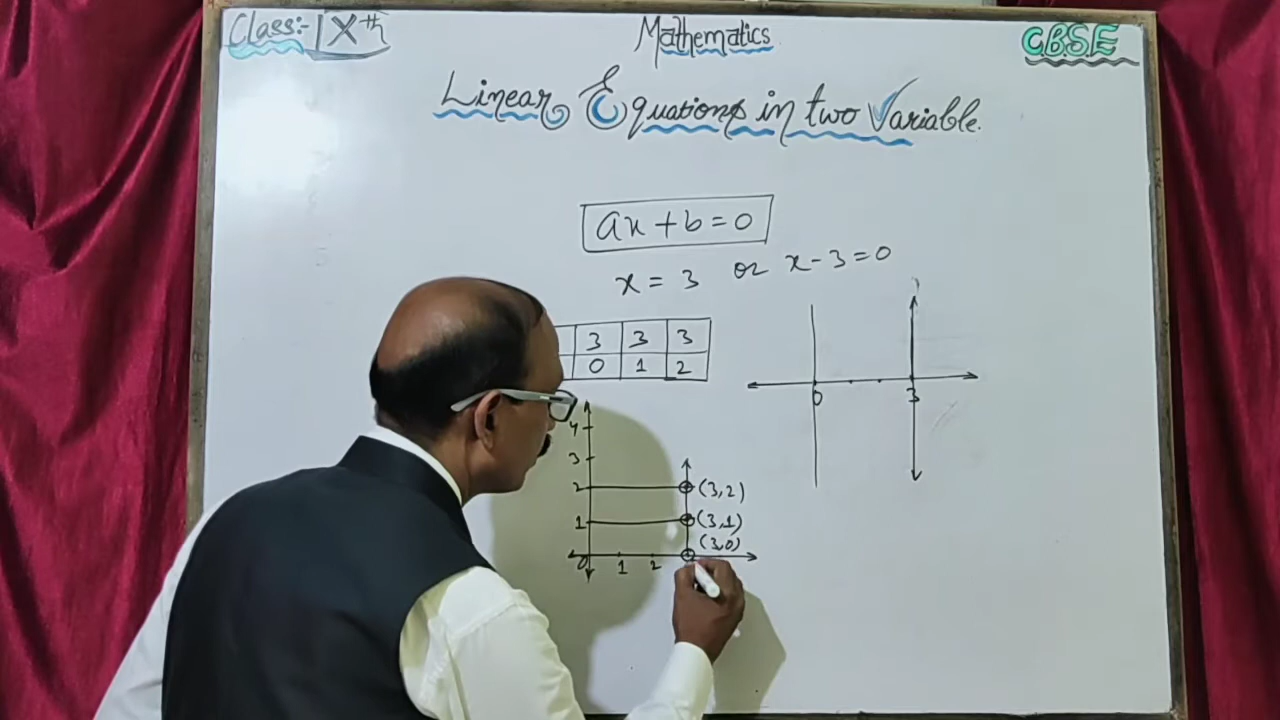 Class:- IXth
Mathematics
C.B.S.E
Linear Equations in two Variable.
ax + b = 0
x = 3 or x - 3 = 0
3 3 3
0 1 2
0 3
4
3
2 (3,2)
1 (3,1)
(3,0)
0 1 2